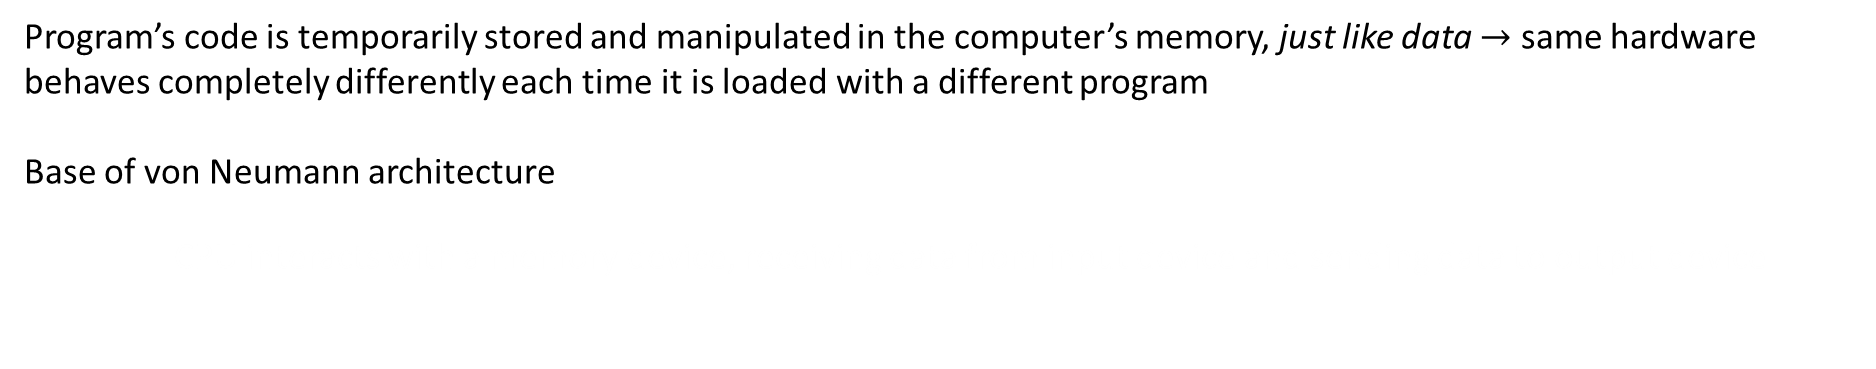 Program’s code is temporarily stored and manipulated in the computer’s memory, just like data → same hardware
behaves completely differently each time it is loaded with a different program
Base of von Neumann architecture